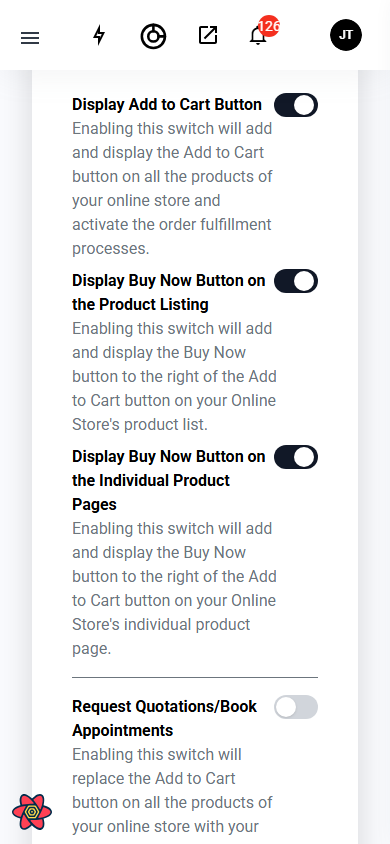 126
JT
Display Add to Cart Button
Enabling this switch will add
and display the Add to Cart
button on all the products of
your online store and
activate the order fulfillment
processes.
Display Buy Now Button on
the Product Listing
Enabling this switch will add
and display the Buy Now
button to the right of the Add
to Cart button on your Online
Store's product list.
Display Buy Now Button on
the Individual Product
Pages
Enabling this switch will add
and display the Buy Now
button to the right of the Add
to Cart button on your Online
Store's individual product
page.
Request Quotations/Book
Appointments
Enabling this switch will
replace the Add to Cart
button on all the products of
your online store with your